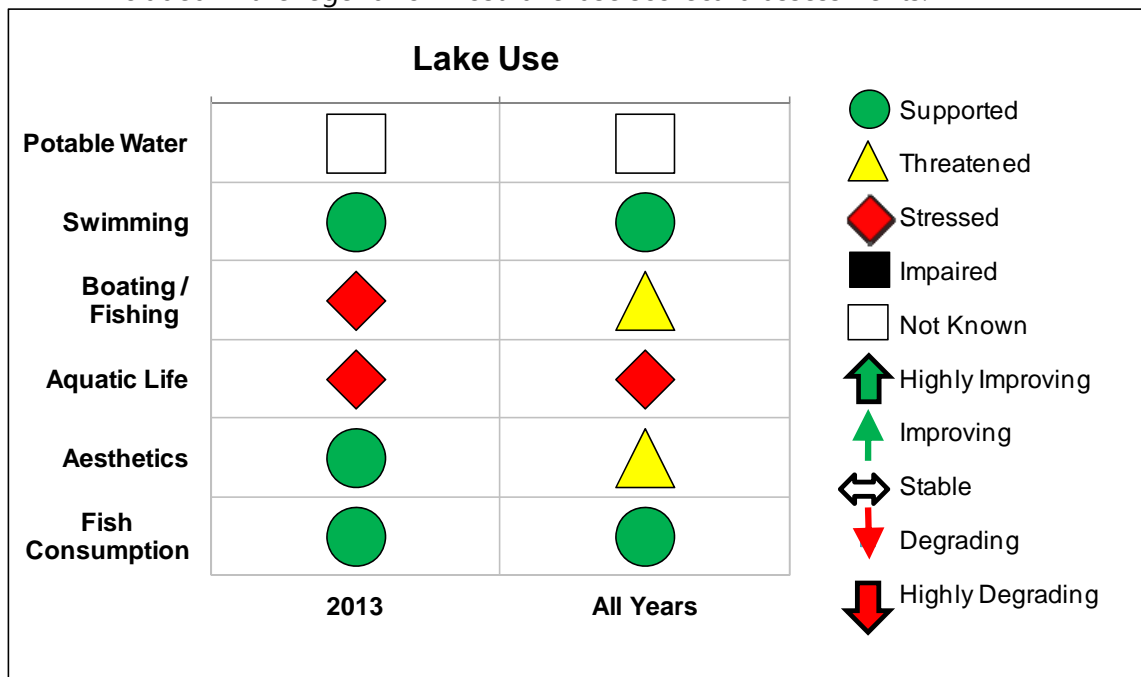 Lake Use
Potable Water
Swimming
Boating /
Fishing
Aquatic Life
Aesthetics
Fish
Consumption
2013
All Years
Supported
Threatened
Stressed
Impaired
Not Known
Highly Improving
Improving
Stable
Degrading
Highly Degrading